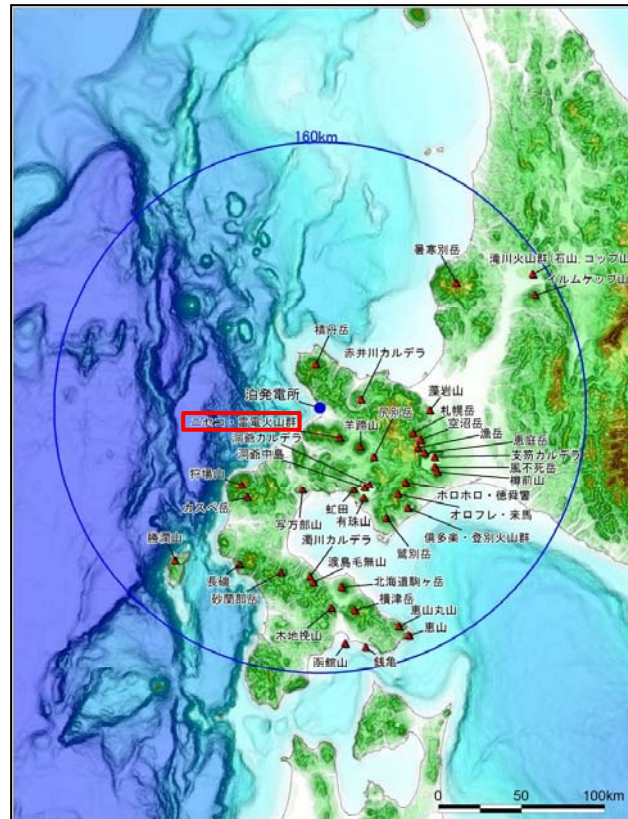 160km
暑寒別岳
滝川火山群(石山, コップ山)
イルムケップ山
積丹岳
赤井川カルデラ
泊発電所
藻岩山
尻別岳
札幌岳
ニセコ・雷電火山群
羊蹄山
空沼岳
漁岳
洞爺カルデラ
恵庭岳
支笏カルデラ
洞爺中島
風不死岳
狩場山
樽前山
カスベ岳
ホロホロ・徳舜瞥
写万部山
虻田
有珠山
オロフレ・来馬
倶多楽・登別火山群
濁川カルデラ
鷲別岳
勝澗山
渡島毛無山
長磯
北海道駒ヶ岳
砂蘭部岳
横津岳
恵山丸山
木地挽山
恵山
函館山
銭亀
0 50 100km